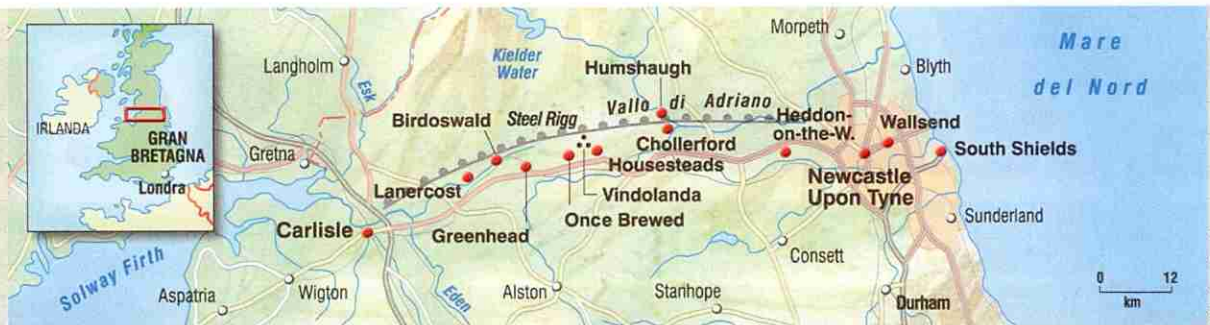 IRLANDA
GRAN
BRETAGNA
Londra
Langholm
Esk
Gretna
Kielder
Water
Morpeth
Blyth
Mare
del Nord
Humshaugh
Birdoswald
Steel Rigg
Vallo di Adriano
Heddon-
on-the-W.
Wallsend
Chollerford
Housesteads
South Shields
Lanercost
Vindolanda
Newcastle
Upon Tyne
Once Brewed
Carlisle
Greenhead
Sunderland
Solway Firth
Consett
Aspatria
Wigton
Eden
Alston
Stanhope
Durham
0 12
km